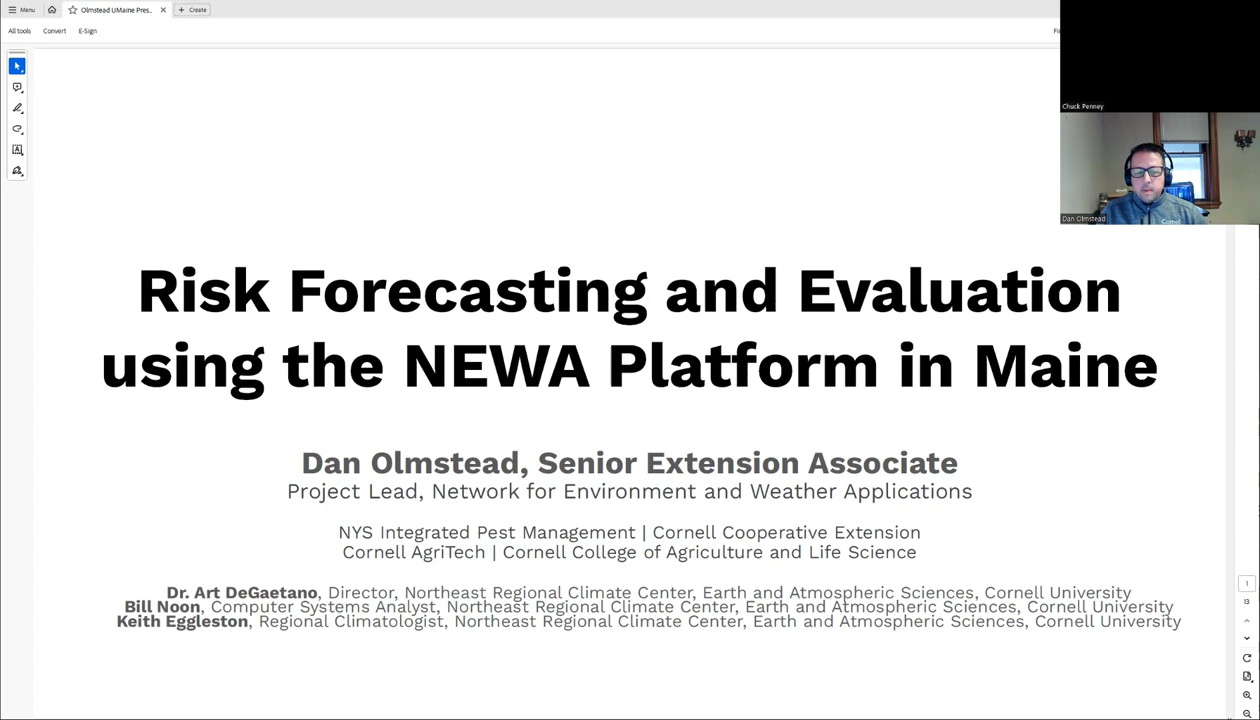 Menu
Olmstead UMaine Pres...
Create
All tools
Convert
E-Sign
Chuck Penney
Dan Olmstead
Cornell
Risk Forecasting and Evaluation
using the NEWA Platform in Maine
Dan Olmstead, Senior Extension Associate
Project Lead, Network for Environment and Weather Applications
NYS Integrated Pest Management | Cornell Cooperative Extension
Cornell AgriTech | Cornell College of Agriculture and Life Science
Dr. Art DeGaetano, Director, Northeast Regional Climate Center, Earth and Atmospheric Sciences, Cornell University
Bill Noon, Computer Systems Analyst, Northeast Regional Climate Center, Earth and Atmospheric Sciences, Cornell University
Keith Eggleston, Regional Climatologist, Northeast Regional Climate Center, Earth and Atmospheric Sciences, Cornell University
1
13